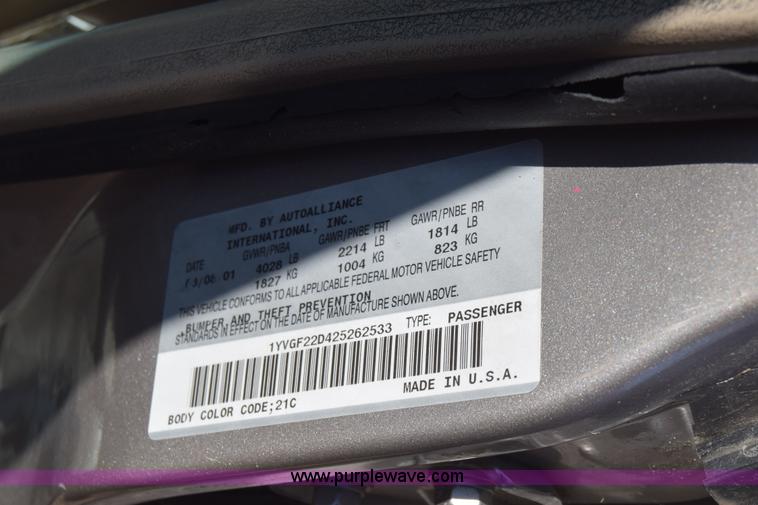 MFD. BY AUTOALLIANCE
INTERNATIONAL, INC.
DATE GVWR/PNBA GAWR/PNBE FRT GAWR/PNBE RR
4028 LB 2214 LB 1814 LB
1827 KG 1004 KG 823 KG
THIS VEHICLE CONFORMS TO ALL APPLICABLE FEDERAL MOTOR VEHICLE SAFETY
,BUMPER, AND THEFT PREVENTION
STANDARDS IN EFFECT ON THE DATE OF MANUFACTURE SHOWN ABOVE.
1YVGF22D425262533 TYPE: PASSENGER
MADE IN U.S.A.
BODY COLOR CODE;21C
www.purplewave.com